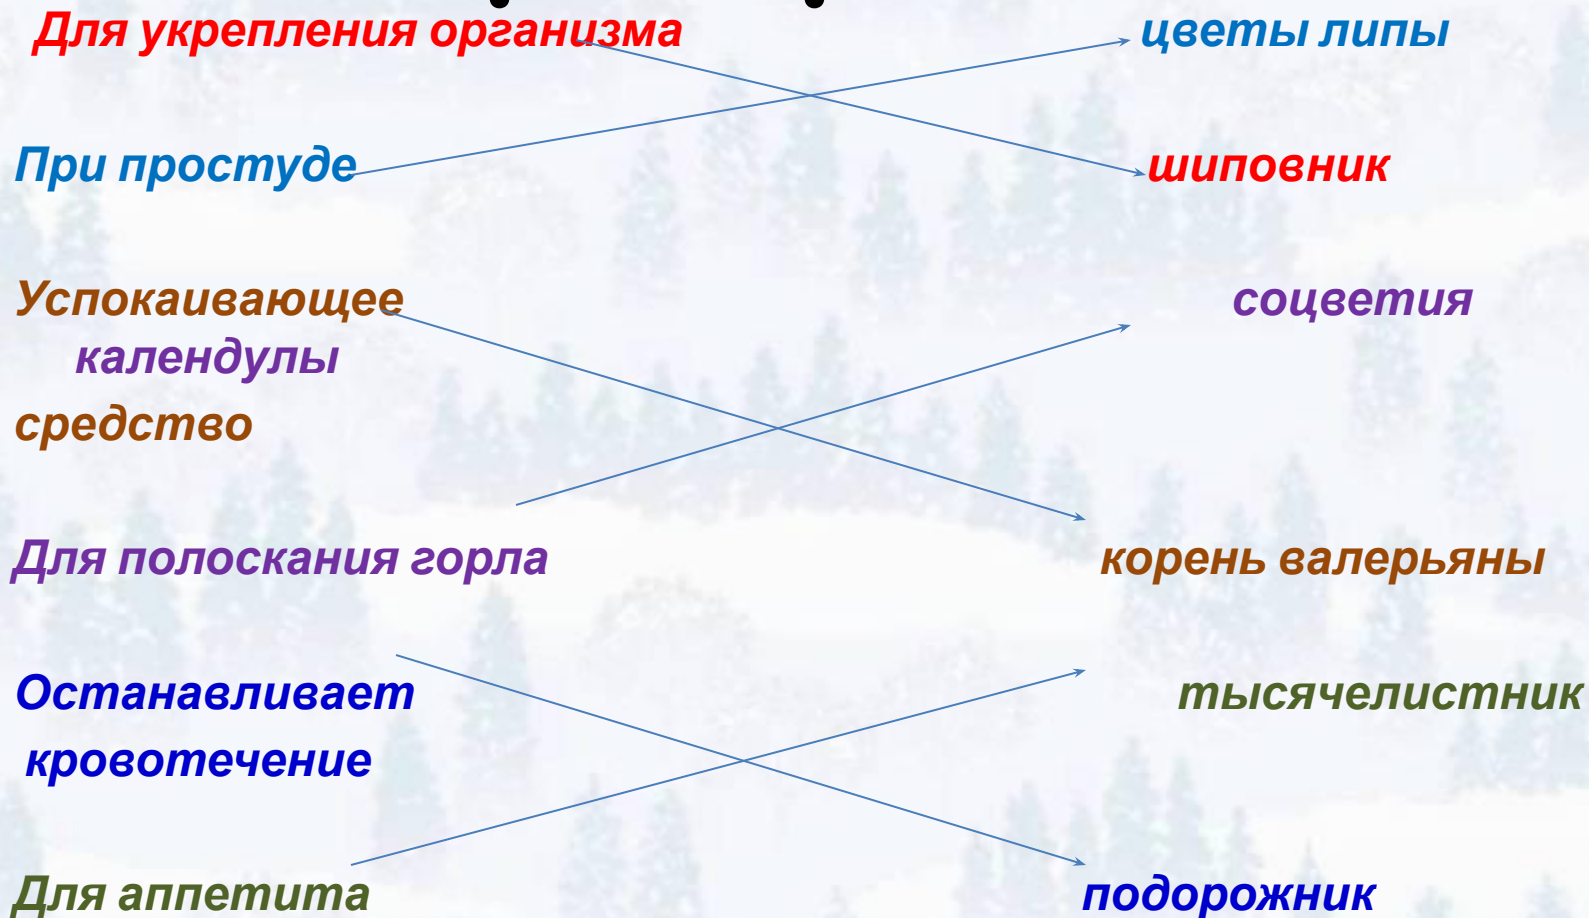 Для укрепления организма цветы липы
При простуде шиповник
Успокаивающее соцветия
календулы
средство
Для полоскания горла корень валерьяны
Останавливает тысячелистник
кровотечение
Для аппетита подорожник